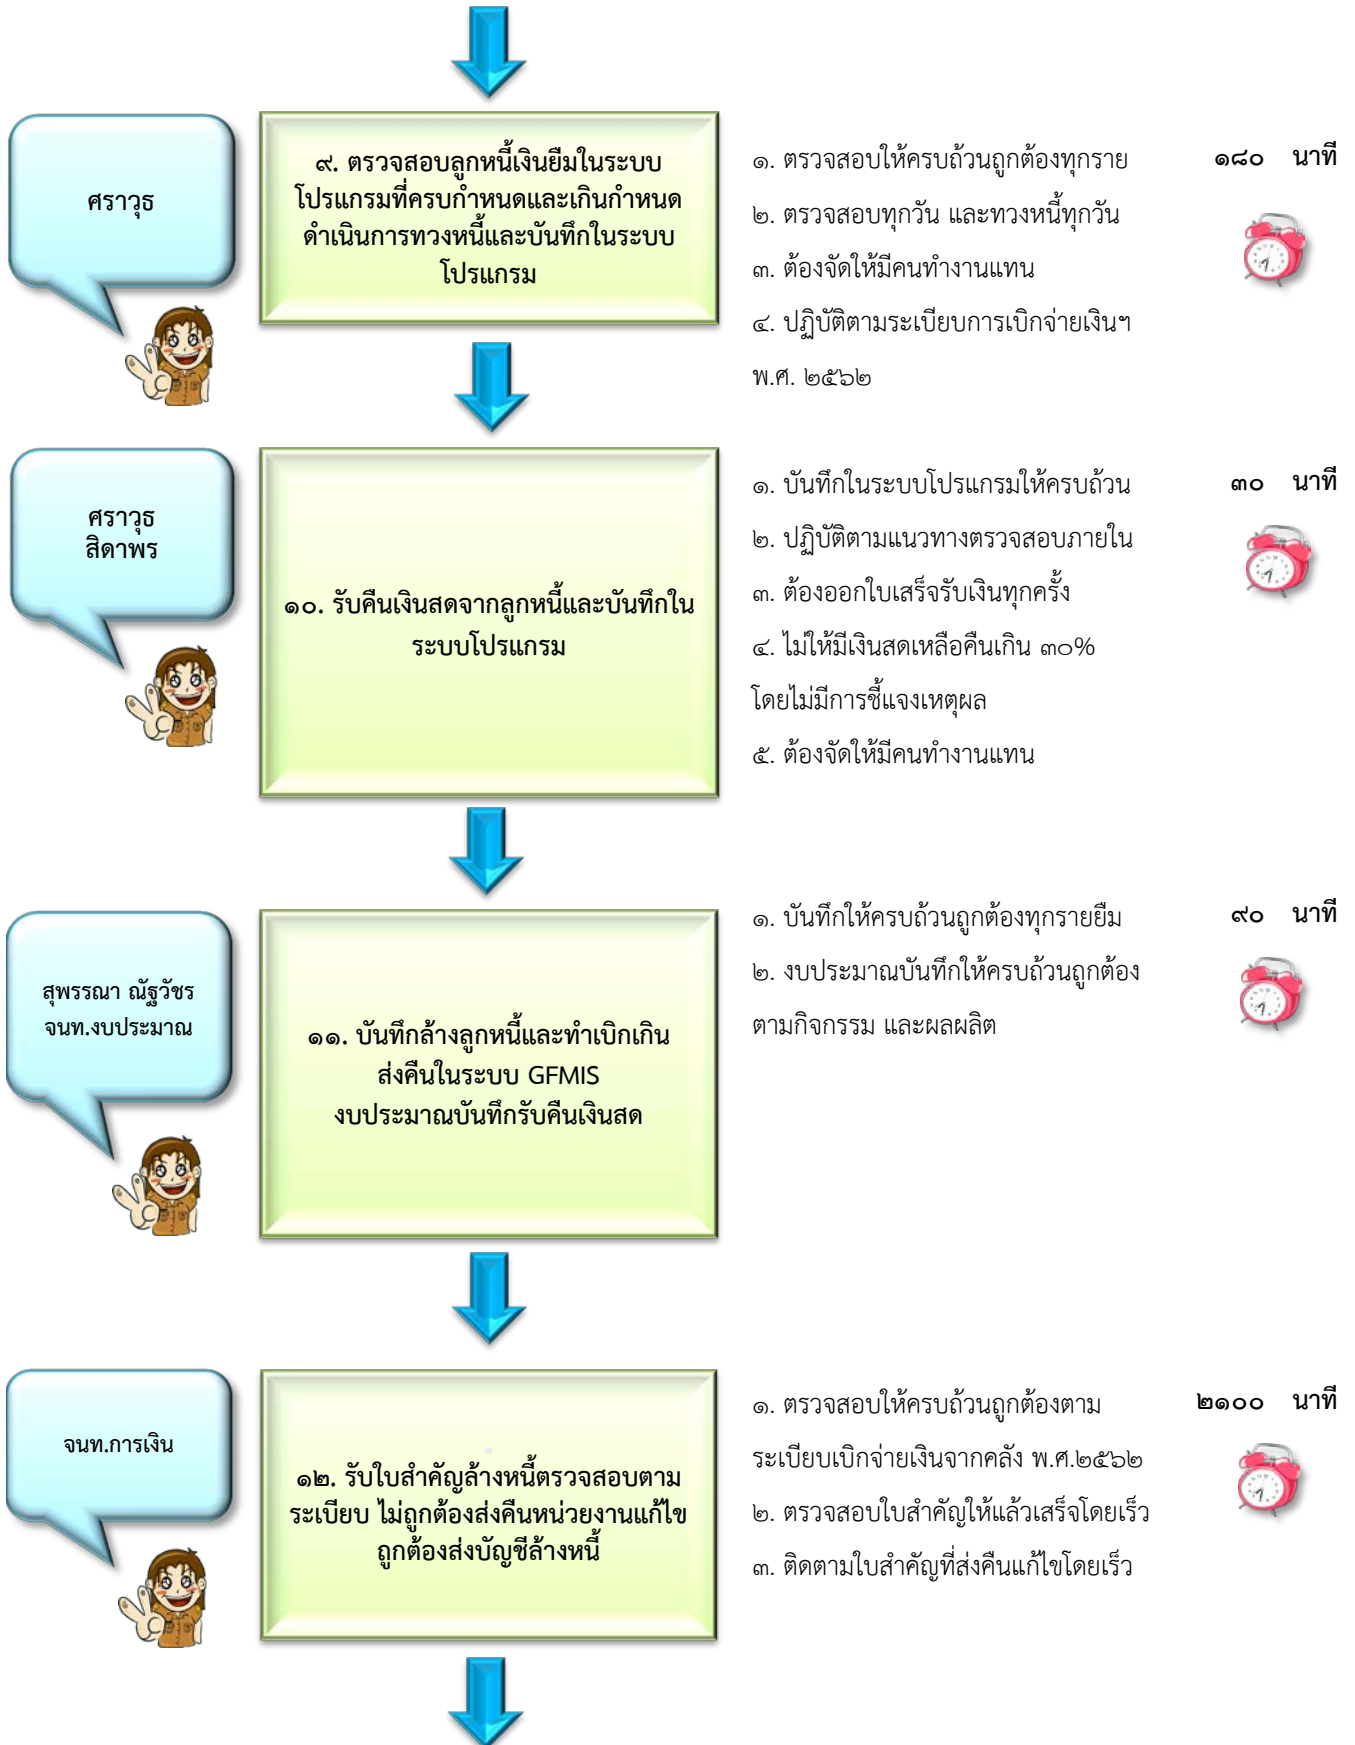 ศราวุธ
๙. ตรวจสอบลูกหนี้เงินยืมในระบบ
โปรแกรมที่ครบกำหนดและเกินกำหนด
ดำเนินการทวงหนี้และบันทึกในระบบ
โปรแกรม
๑. ตรวจสอบให้ครบถ้วนถูกต้องทุกราย
๒. ตรวจสอบทุกวัน และทวงหนี้ทุกวัน
๓. ต้องจัดให้มีคนทำงานแทน
๔. ปฏิบัติตามระเบียบการเบิกจ่ายเงินฯ
พ.ศ. ๒๕๖๒
๑๘๐ นาที
ศราวุธ
สิดาพร
๑๐. รับคืนเงินสดจากลูกหนี้และบันทึกใน
ระบบโปรแกรม
๑. บันทึกในระบบโปรแกรมให้ครบถ้วน
๒. ปฏิบัติตามแนวทางตรวจสอบภายใน
๓. ต้องออกใบเสร็จรับเงินทุกครั้ง
๔. ไม่ให้มีเงินสดเหลือคืนเกิน ๓๐%
โดยไม่มีการชี้แจงเหตุผล
๕. ต้องจัดให้มีคนทำงานแทน
๓๐ นาที
สุพรรณา ณัฐวัชร
จนท.งบประมาณ
๑๑. บันทึกล้างลูกหนี้และทำเบิกเกิน
ส่งคืนในระบบ GFMIS
งบประมาณบันทึกรับคืนเงินสด
๑. บันทึกให้ครบถ้วนถูกต้องทุกรายยืม
๒. งบประมาณบันทึกให้ครบถ้วนถูกต้อง
ตามกิจกรรม และผลผลิต
๙๐ นาที
จนท.การเงิน
๑๒. รับใบสำคัญล้างหนี้ตรวจสอบตาม
ระเบียบ ไม่ถูกต้องส่งคืนหน่วยงานแก้ไข
ถูกต้องส่งบัญชีล้างหนี้
๑. ตรวจสอบให้ครบถ้วนถูกต้องตาม
ระเบียบเบิกจ่ายเงินจากคลัง พ.ศ.๒๕๖๒
๒. ตรวจสอบใบสำคัญให้แล้วเสร็จโดยเร็ว
๓. ติดตามใบสำคัญที่ส่งคืนแก้ไขโดยเร็ว
๒๑๐๐ นาที